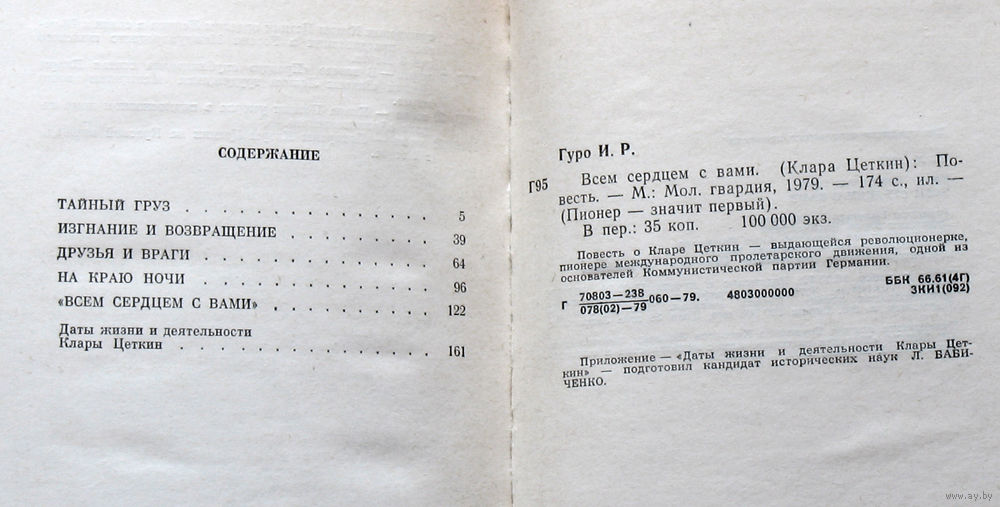 СОДЕРЖАНИЕ
ТАЙНЫЙ ГРУЗ . . . . . . . . . . . . . . 5
ИЗГНАНИЕ И ВОЗВРАЩЕНИЕ . . . . . . . . 39
ДРУЗЬЯ И ВРАГИ . . . . . . . . . . . . . 64
НА КРАЮ НОЧИ . . . . . . . . . . . . . . 96
«ВСЕМ СЕРДЦЕМ С ВАМИ» . . . . . . . . . 122
Даты жизни и деятельности
Клары Цеткин . . . . . . . . . . . . . . 161
Гуро И. Р.
Г95 Всем сердцем с вами. (Клара Цеткин): По-
весть. — М.: Мол. гвардия, 1979. — 174 с., ил. —
(Пионер — значит первый).
В пер.: 35 коп. 100 000 экз.
Повесть о Кларе Цеткин — выдающейся революционерке,
пионере международного пролетарского движения, одной из
основателей Коммунистической партии Германии.
Г 70803—238
078(02)—79 060—79. 4803000000
ББК 66.61(4Г)
ЗКИ1(092)
Приложение — «Даты жизни и деятельности Клары Цет-
кин» — подготовил кандидат исторических наук Л. БАБИ-
ЧЕНКО.
www.ay.by